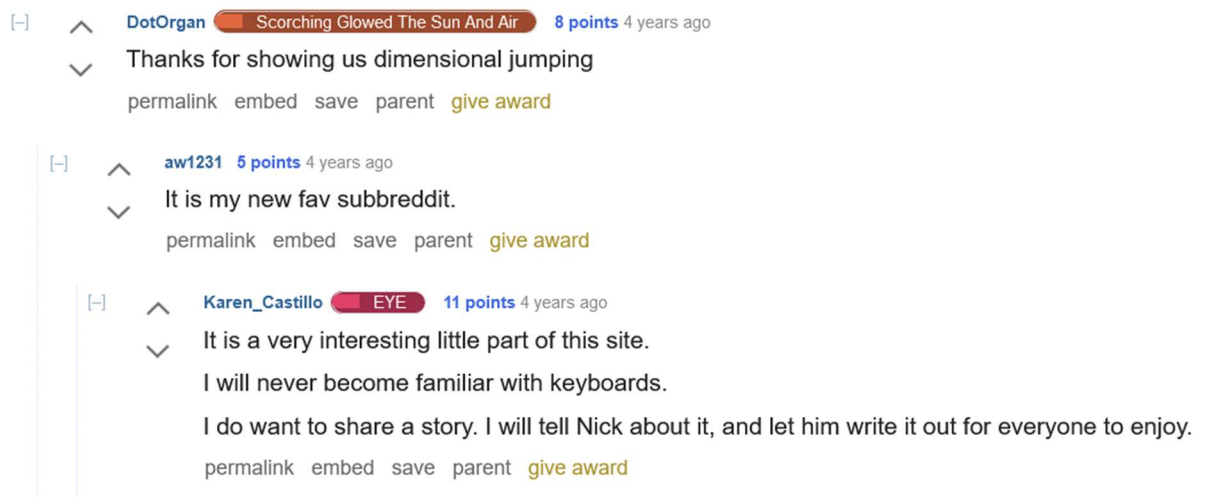 [–] DotOrgan Scorching Glowed The Sun And Air 8 points 4 years ago
Thanks for showing us dimensional jumping
permalink embed save parent give award
[–] aw1231 5 points 4 years ago
It is my new fav subbreddit.
permalink embed save parent give award
[–] Karen_Castillo EYE 11 points 4 years ago
It is a very interesting little part of this site.
I will never become familiar with keyboards.
I do want to share a story. I will tell Nick about it, and let him write it out for everyone to enjoy.
permalink embed save parent give award